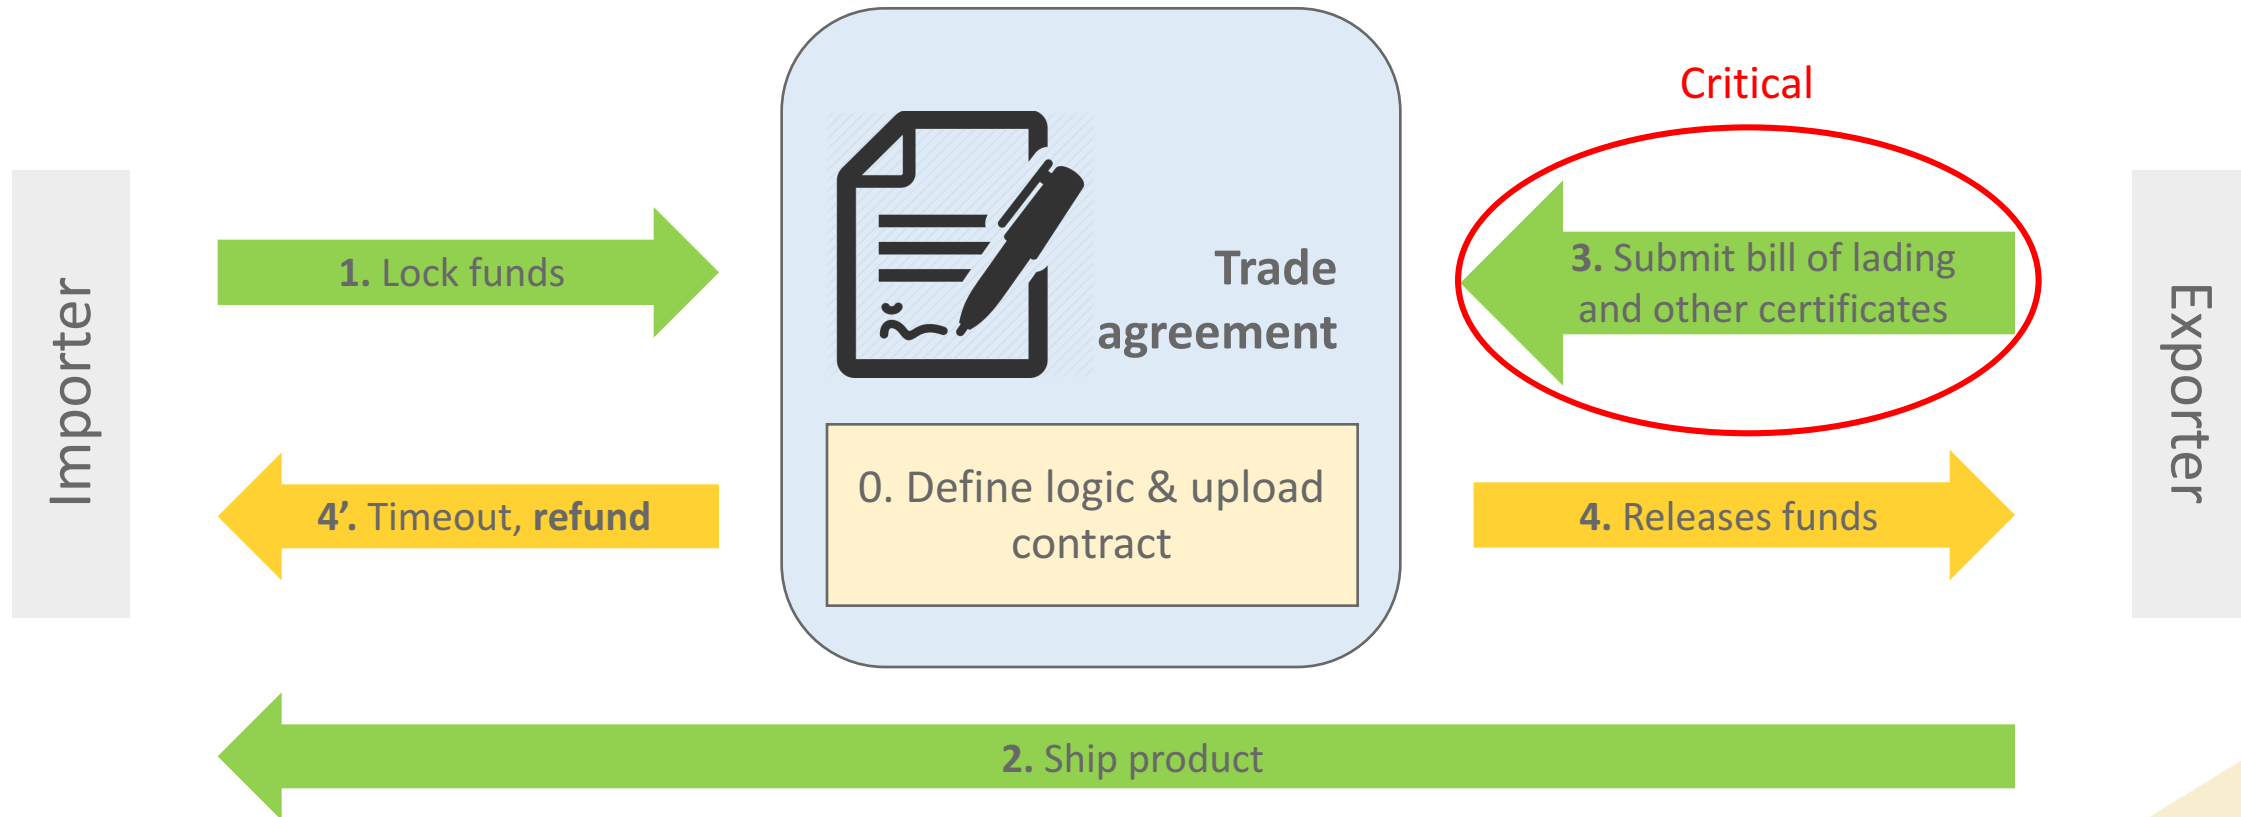 Critical
Importer
1. Lock funds
Trade
agreement
3. Submit bill of lading
and other certificates
Exporter
4’. Timeout, refund
0. Define logic & upload
contract
4. Releases funds
2. Ship product